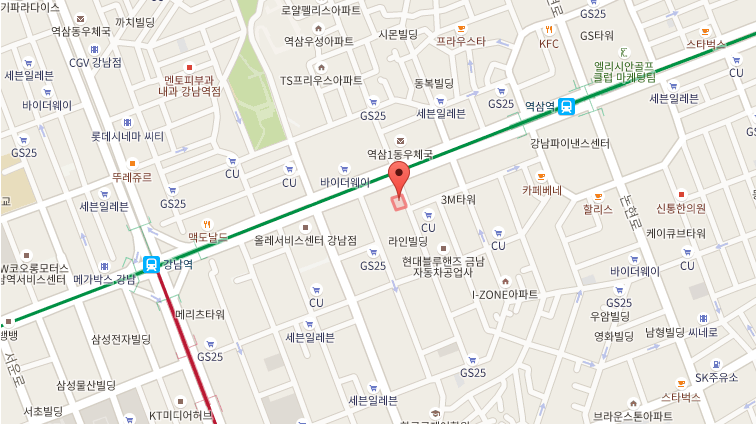 기파라다이스
역삼동우체국
까치빌딩
로얄팰리스아파트
역삼우성아파트
시몬빌딩
프라우스타
GS25
KFC
GS타워
스타벅스
CGV 강남점
세븐일레븐
바이더웨이
멘토피부과
내과 강남역점
TS프리우스아파트
동복빌딩
엘리시안골프
클럽 마케팅팀
CU
GS25
세븐일레븐
GS25
역삼역
세븐일레븐
롯데시네마 씨티
GS25
역삼1동우체국
강남파이낸스센터
CU
교
뚜레쥬르
CU
CU
바이더웨이
세븐일레븐
3M타워
카페베네
할리스
논현로
신통한의원
맥도날드
올레서비스센터 강남점
라인빌딩
CU
CU
케이큐브타워
W코오롱모터스
남역서비스센터
메가박스 강남
강남역
GS25
현대블루핸즈 금남
자동차공업사
바이더웨이
CU
I-ZONE아파트
CU
GS25
메리츠타워
우암빌딩
뱅뱅
삼성전자빌딩
세븐일레븐
영화빌딩
남형빌딩
씨네로
서운로
GS25
삼성물산빌딩
GS25
SK주유소
서초빌딩
KT미디어허브
세븐일레븐
스타벅스
브라운스톤아파트